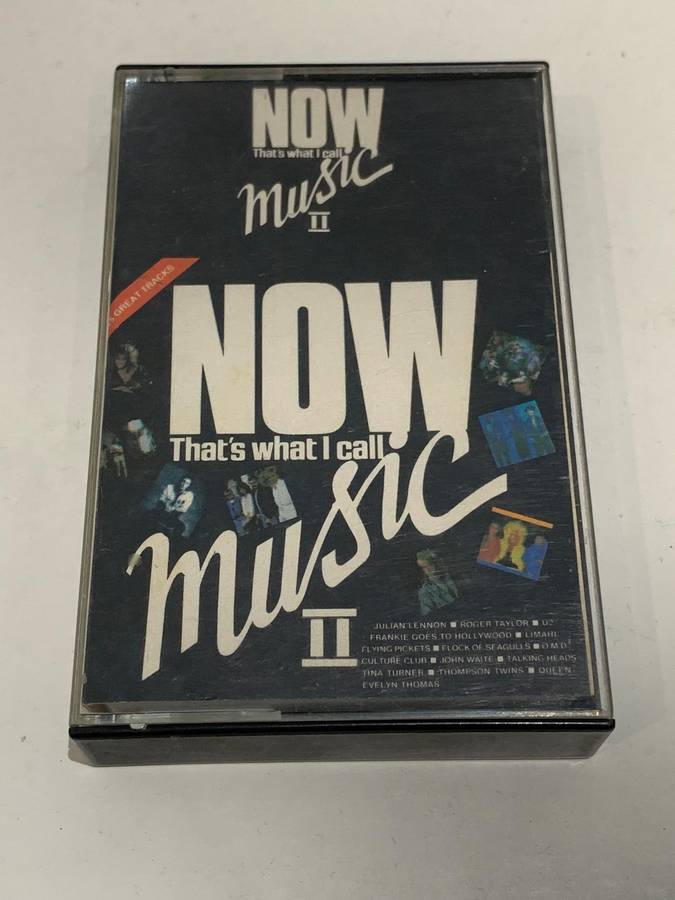 NOW
That's what I call
music
II
GREAT TRACKS
NOW
That's what I call
music
II
JULIAN LENNON ■ ROGER TAYLOR ■ U2
FRANKIE GOES TO HOLLYWOOD ■ LIMAHL
FLYING PICKETS ■ FLOCK OF SEAGULLS ■ O.M.D.
CULTURE CLUB ■ JOHN WAITE ■ TALKING HEADS
TINA TURNER ■ THOMPSON TWINS ■ QUEEN
EVELYN THOMAS